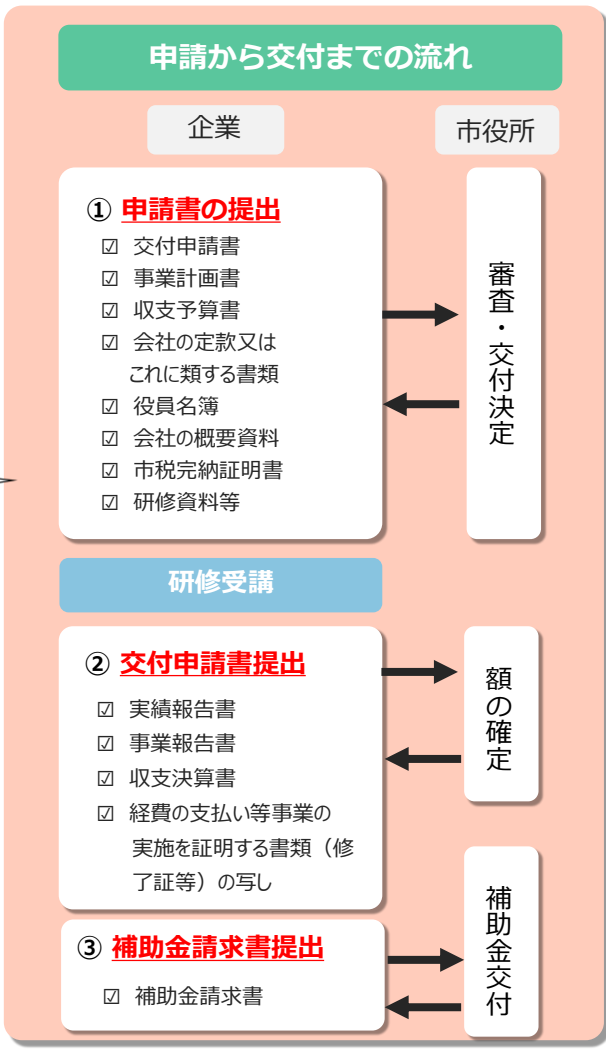 申請から交付までの流れ
企業
市役所
① 申請書の提出
☑ 交付申請書
☑ 事業計画書
☑ 収支予算書
☑ 会社の定款又は
これに類する書類
☑ 役員名簿
☑ 会社の概要資料
☑ 市税完納証明書
☑ 研修資料等
審査・交付決定
研修受講
② 交付申請書提出
☑ 実績報告書
☑ 事業報告書
☑ 収支決算書
☑ 経費の支払い等事業の
実施を証明する書類（修
了証等）の写し
額の確定
③ 補助金請求書提出
☑ 補助金請求書
補助金交付